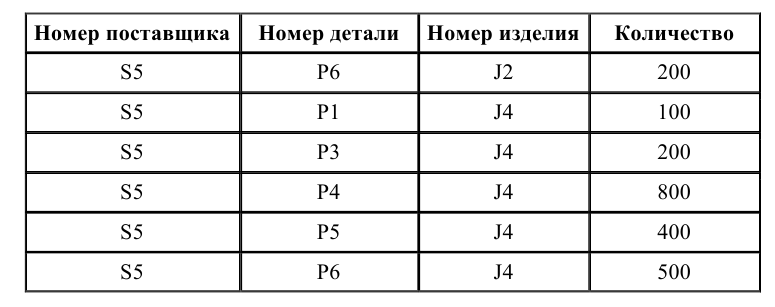 Номер поставщика Номер детали Номер изделия Количество
S5 P6 J2 200
S5 P1 J4 100
S5 P3 J4 200
S5 P4 J4 800
S5 P5 J4 400
S5 P6 J4 500